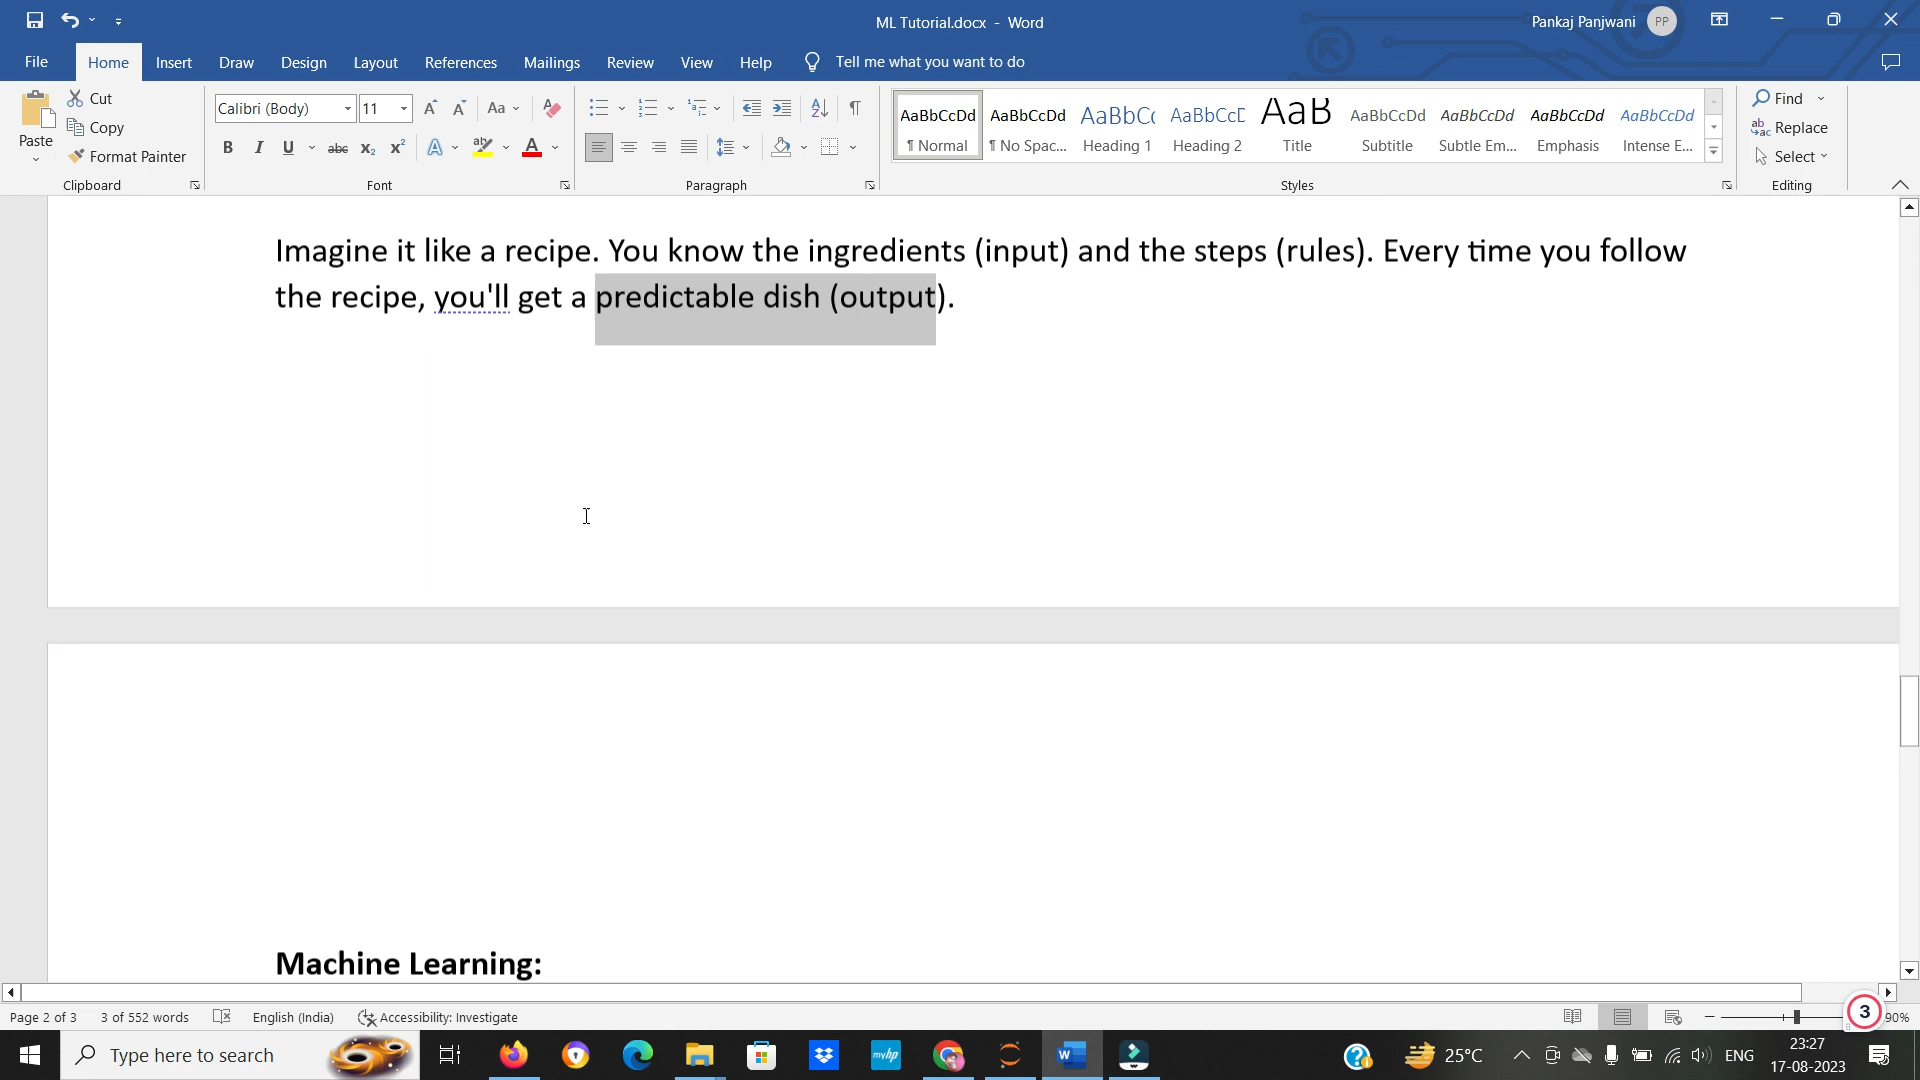 ML Tutorial.docx - Word
Pankaj Panjwani PP
File Home Insert Draw Design Layout References Mailings Review View Help Tell me what you want to do
Paste
Cut
Copy
Format Painter
Clipboard
Calibri (Body) 11
Font
Paragraph
AaBbCcDd AaBbCcDd AaBbCc AaBbCcC AaB AaBbCcDd AaBbCcDd AaBbCcDd AaBbCcDd
¶ Normal ¶ No Spac... Heading 1 Heading 2 Title Subtitle Subtle Em... Emphasis Intense E...
Styles
Find
Replace
Select
Editing
Imagine it like a recipe. You know the ingredients (input) and the steps (rules). Every time you follow
the recipe, you'll get a predictable dish (output).
Machine Learning:
Page 2 of 3 3 of 552 words English (India) Accessibility: Investigate
3
90%
Type here to search
myhp
25°C
ENG
23:27
17-08-2023